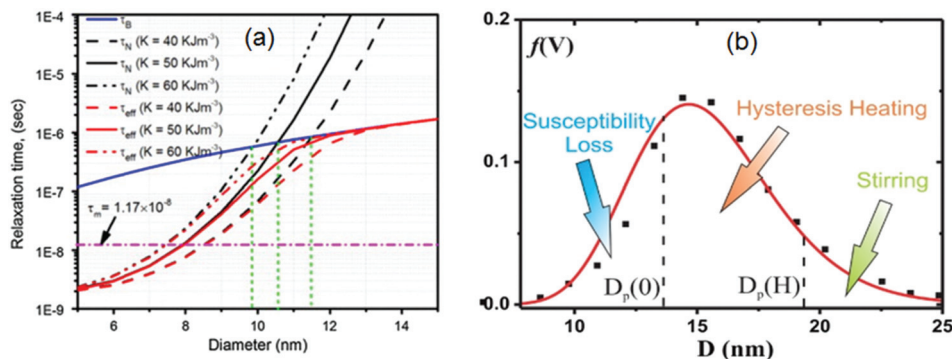 (a)
1E-4
1E-5
1E-6
1E-7
1E-8
1E-9
Relaxation time, (sec)
τB
τN (K = 40 KJm-3)
τN (K = 50 KJm-3)
τN (K = 60 KJm-3)
τeff (K = 40 KJm-3)
τeff (K = 50 KJm-3)
τeff (K = 60 KJm-3)
τm = 1.17×10-8
6 8 10 12 14
Diameter (nm)
(b)
0.2
0.1
0.0
f(V)
Susceptibility
Loss
Hysteresis Heating
Stirring
Dp(0)
Dp(H)
10 15 20 25
D (nm)